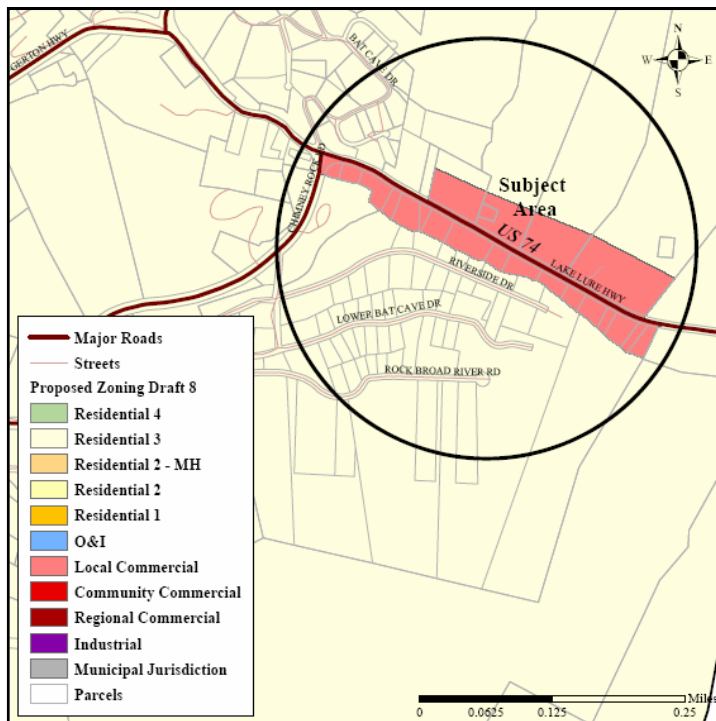 GERTON HWY
BAT CAVE DR
N
W E
S
CHIMNEY ROCK RD
Subject
Area
US 74
LAKE LURE HWY
RIVERSIDE DR
LOWER BAT CAVE DR
ROCK BROAD RIVER RD
Major Roads
Streets
Proposed Zoning Draft 8
Residential 4
Residential 3
Residential 2 - MH
Residential 2
Residential 1
O&I
Local Commercial
Community Commercial
Regional Commercial
Industrial
Municipal Jurisdiction
Parcels
Miles
0 0.0625 0.125 0.25